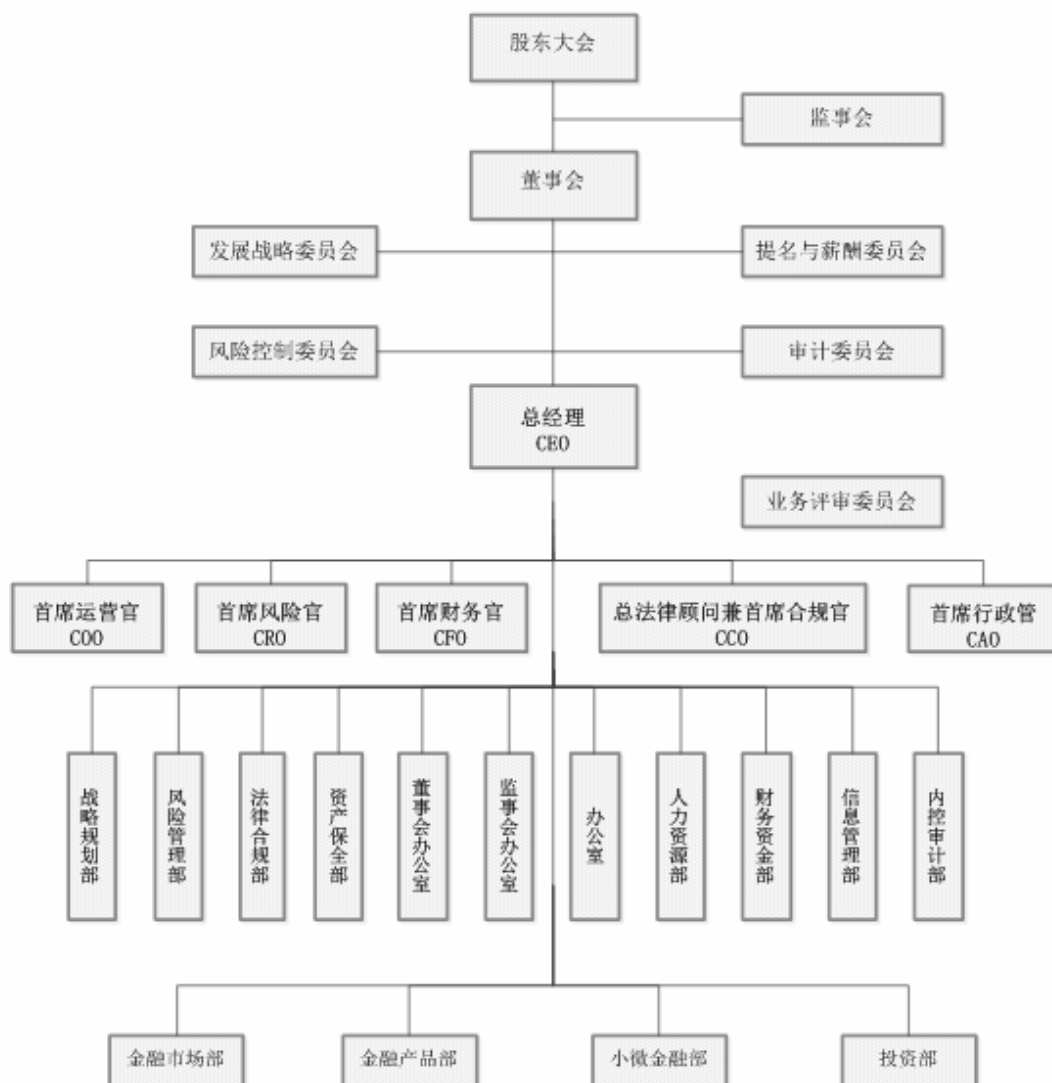 股东大会
监事会
董事会
发展战略委员会
提名与薪酬委员会
风险控制委员会
审计委员会
总经理
CEO
业务评审委员会
首席运营官
COO
首席风险官
CRO
首席财务官
CFO
总法律顾问兼首席合规官
CCO
首席行政管
CAO
战略规划部
风险管理部
法律合规部
资产保全部
董事会办公室
监事会办公室
办公室
人力资源部
财务资金部
信息管理部
内控审计部
金融市场部
金融产品部
小微金融部
投资部